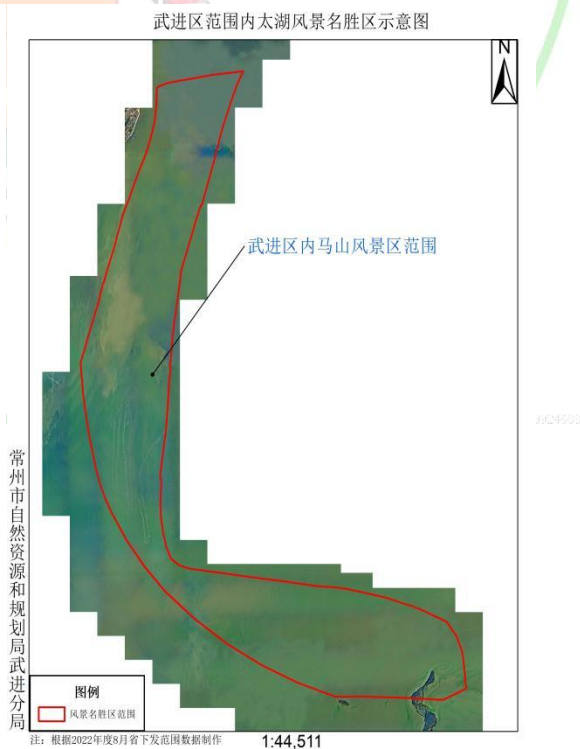 武进区范围内太湖风景名胜区示意图
N
武进区内马山风景区范围
常州市自然资源和规划局武进分局
图例
风景名胜区范围
注：根据2022年度8月省下发范围数据制作
1:44,511